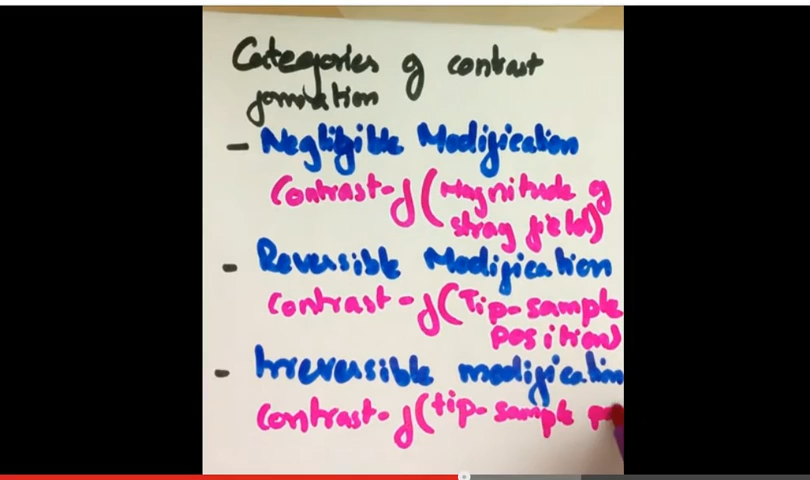 Categories of contrast
formation
- Negligible Modification
Contrast - f (Magnitude of
stray field)
- Reversible Modification
contrast - f (Tip-sample
position)
- Irreversible modification
contrast - f (tip-sample